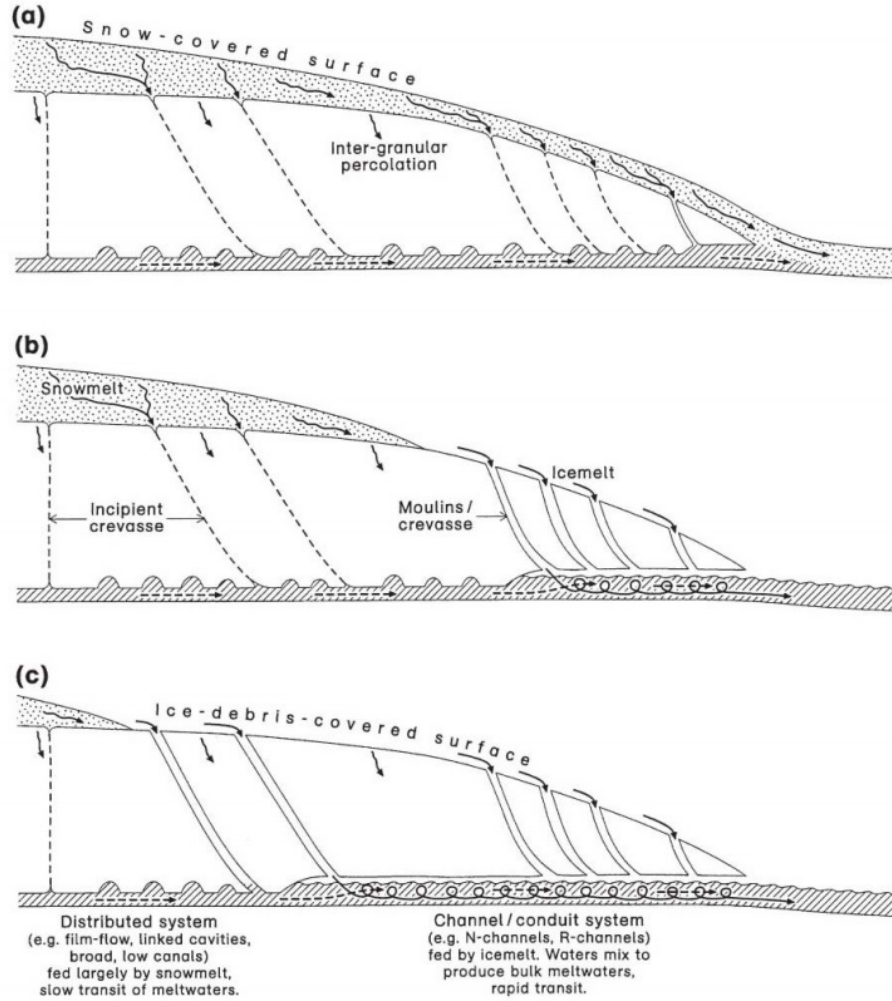 (a)
Snow-covered surface
Inter-granular
percolation
(b)
Snowmelt
Icemelt
Incipient
crevasse
Moulins/
crevasse
(c)
Ice-debris-covered surface
Distributed system
(e.g. film-flow, linked cavities,
broad, low canals)
fed largely by snowmelt,
slow transit of meltwaters.
Channel/conduit system
(e.g. N-channels, R-channels)
fed by icemelt. Waters mix to
produce bulk meltwaters,
rapid transit.